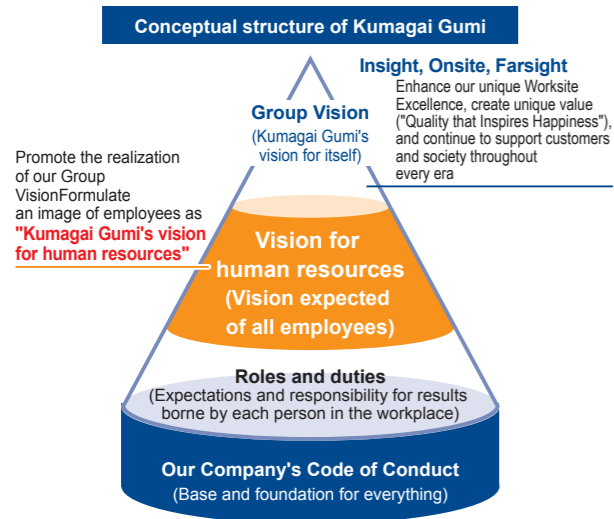 Conceptual structure of Kumagai Gumi
Insight, Onsite, Farsight
Enhance our unique Worksite
Excellence, create unique value
("Quality that Inspires Happiness"),
and continue to support customers
and society throughout
every era
Group Vision
(Kumagai Gumi's
vision for itself)
Promote the realization
of our Group
VisionFormulate
an image of employees as
"Kumagai Gumi's vision
for human resources"
Vision for
human resources
(Vision expected
of all employees)
Roles and duties
(Expectations and responsibility for results
borne by each person in the workplace)
Our Company's Code of Conduct
(Base and foundation for everything)